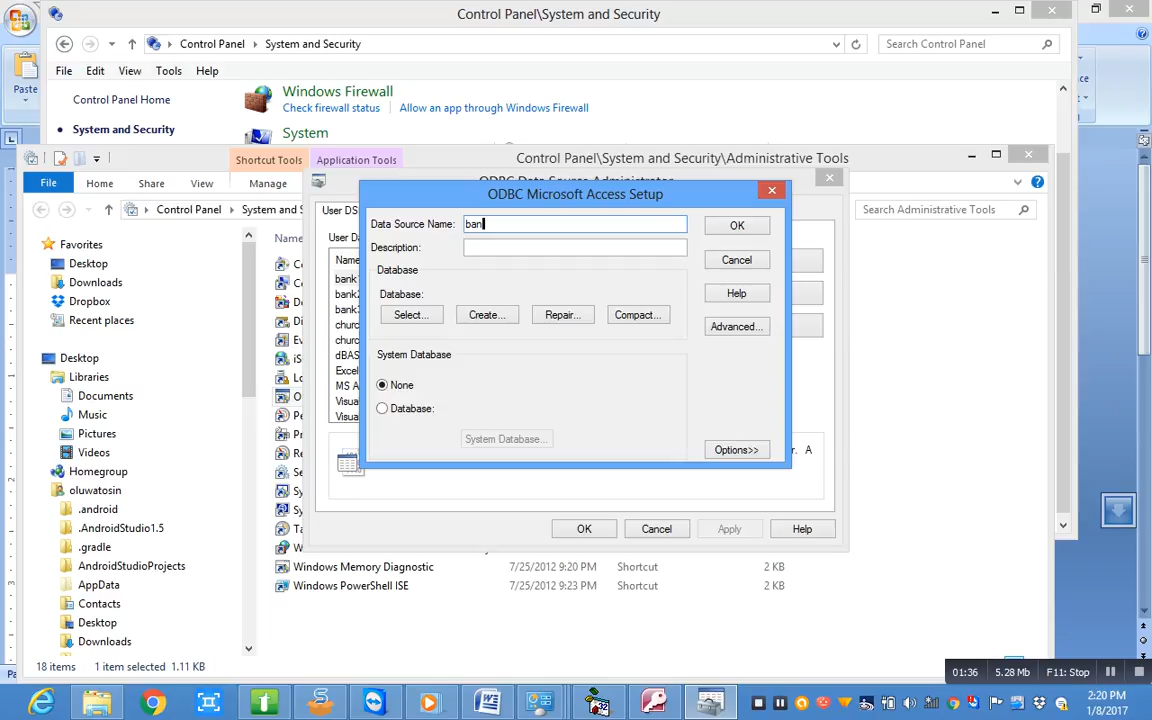 Control Panel\System and Security
Control Panel System and Security
Search Control Panel
File Edit View Tools Help
Paste
Control Panel Home
System and Security
Windows Firewall
Check firewall status Allow an app through Windows Firewall
System
Shortcut Tools Application Tools
Control Panel\System and Security\Administrative Tools
File Home Share View Manage
Control Panel System and S
Search Administrative Tools
ODBC Microsoft Access Setup
Data Source Name: ban
Description:
Database
Database:
Select... Create... Repair... Compact...
System Database
None
Database:
System Database...
OK
Cancel
Help
Advanced...
Options>>
User DS
User Da
Name
bank
bank
bank
churc
churc
dBAS
Excel
MS A
Visua
Visua
r. A
OK Cancel Apply Help
Favorites
Desktop
Downloads
Dropbox
Recent places
Desktop
Libraries
Documents
Music
Pictures
Videos
Homegroup
oluwatosin
.android
.AndroidStudio1.5
.gradle
AndroidStudioProjects
AppData
Contacts
Desktop
Downloads
Name
Windows Memory Diagnostic 7/25/2012 9:20 PM Shortcut 2 KB
Windows PowerShell ISE 7/25/2012 9:23 PM Shortcut 2 KB
18 items 1 item selected 1.11 KB
01:36 5.28 Mb F11: Stop
2:20 PM
1/8/2017